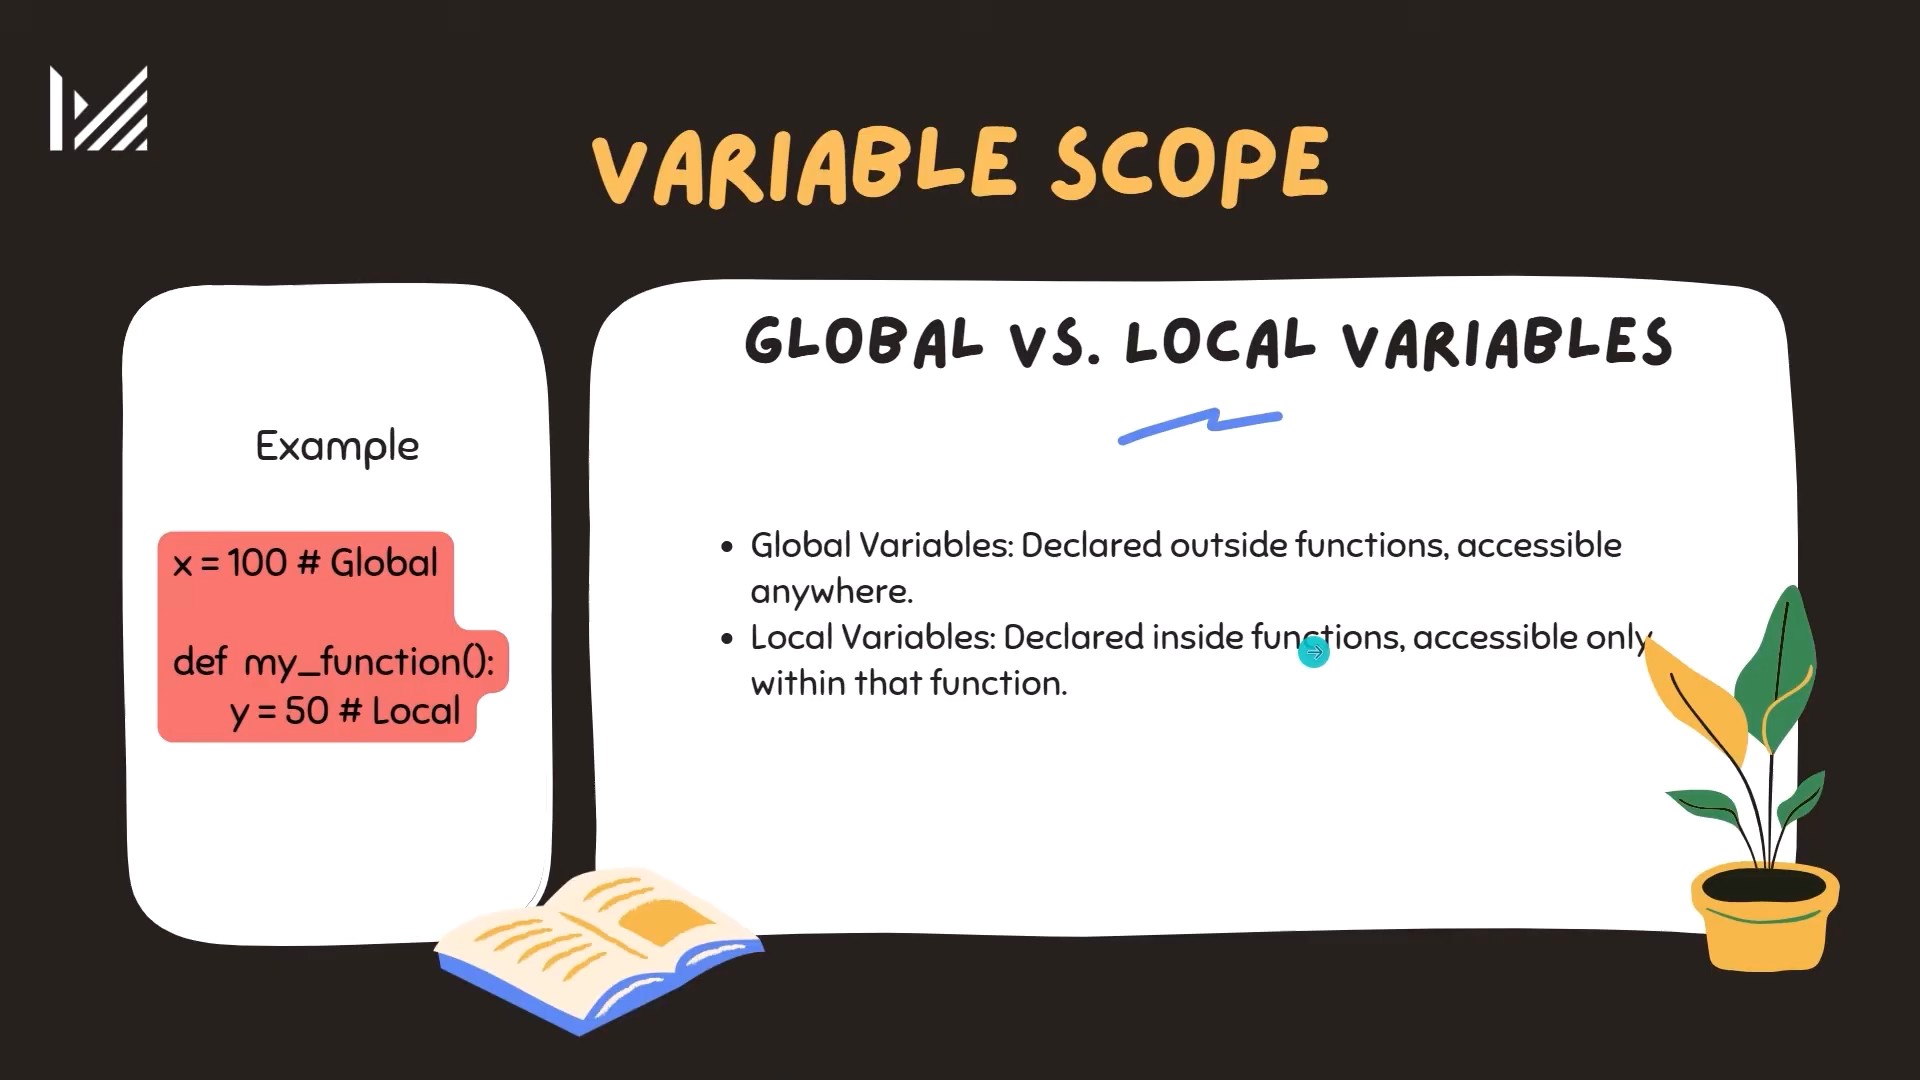 VARIABLE SCOPE
Example
x = 100 # Global
def my_function():
y = 50 # Local
GLOBAL VS. LOCAL VARIABLES
• Global Variables: Declared outside functions, accessible
anywhere.
• Local Variables: Declared inside functions, accessible only
within that function.